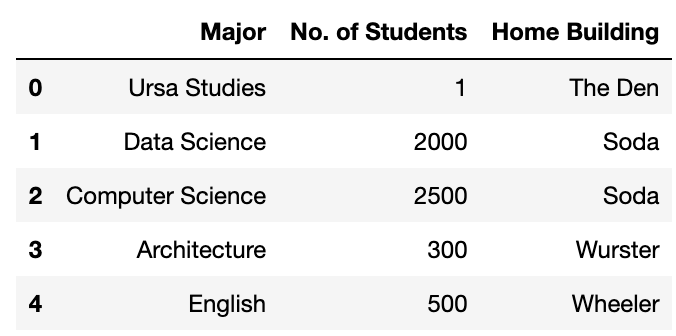 Major No. of Students Home Building
0 Ursa Studies 1 The Den
1 Data Science 2000 Soda
2 Computer Science 2500 Soda
3 Architecture 300 Wurster
4 English 500 Wheeler